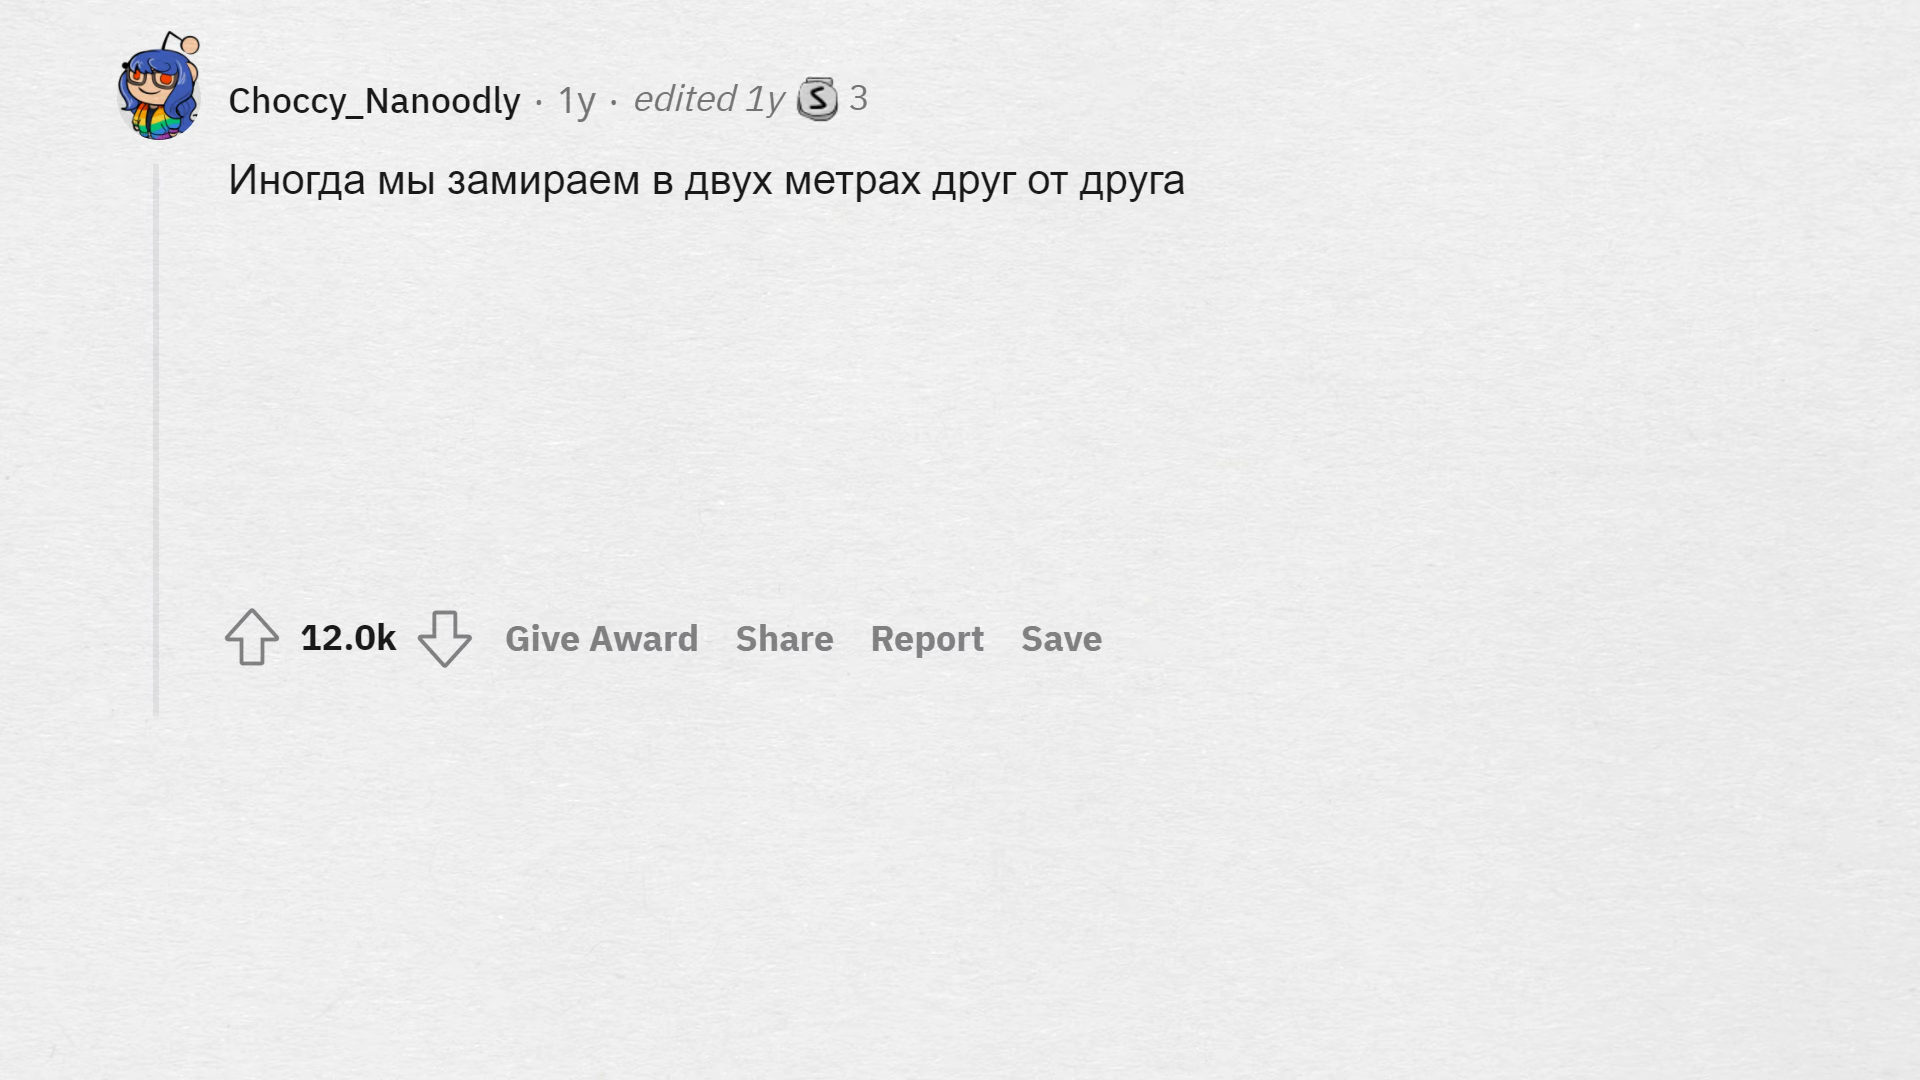 Choccy_Nanoodly · 1y · edited 1y S 3
Иногда мы замираем в двух метрах друг от друга
12.0k Give Award Share Report Save